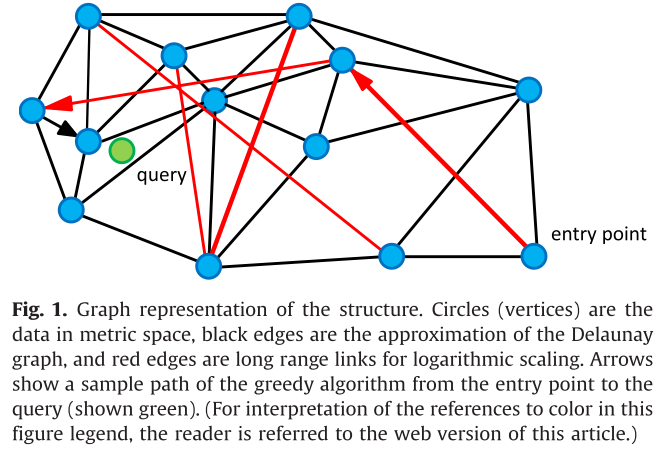 query
entry point
Fig. 1. Graph representation of the structure. Circles (vertices) are the
data in metric space, black edges are the approximation of the Delaunay
graph, and red edges are long range links for logarithmic scaling. Arrows
show a sample path of the greedy algorithm from the entry point to the
query (shown green). (For interpretation of the references to color in this
figure legend, the reader is referred to the web version of this article.)